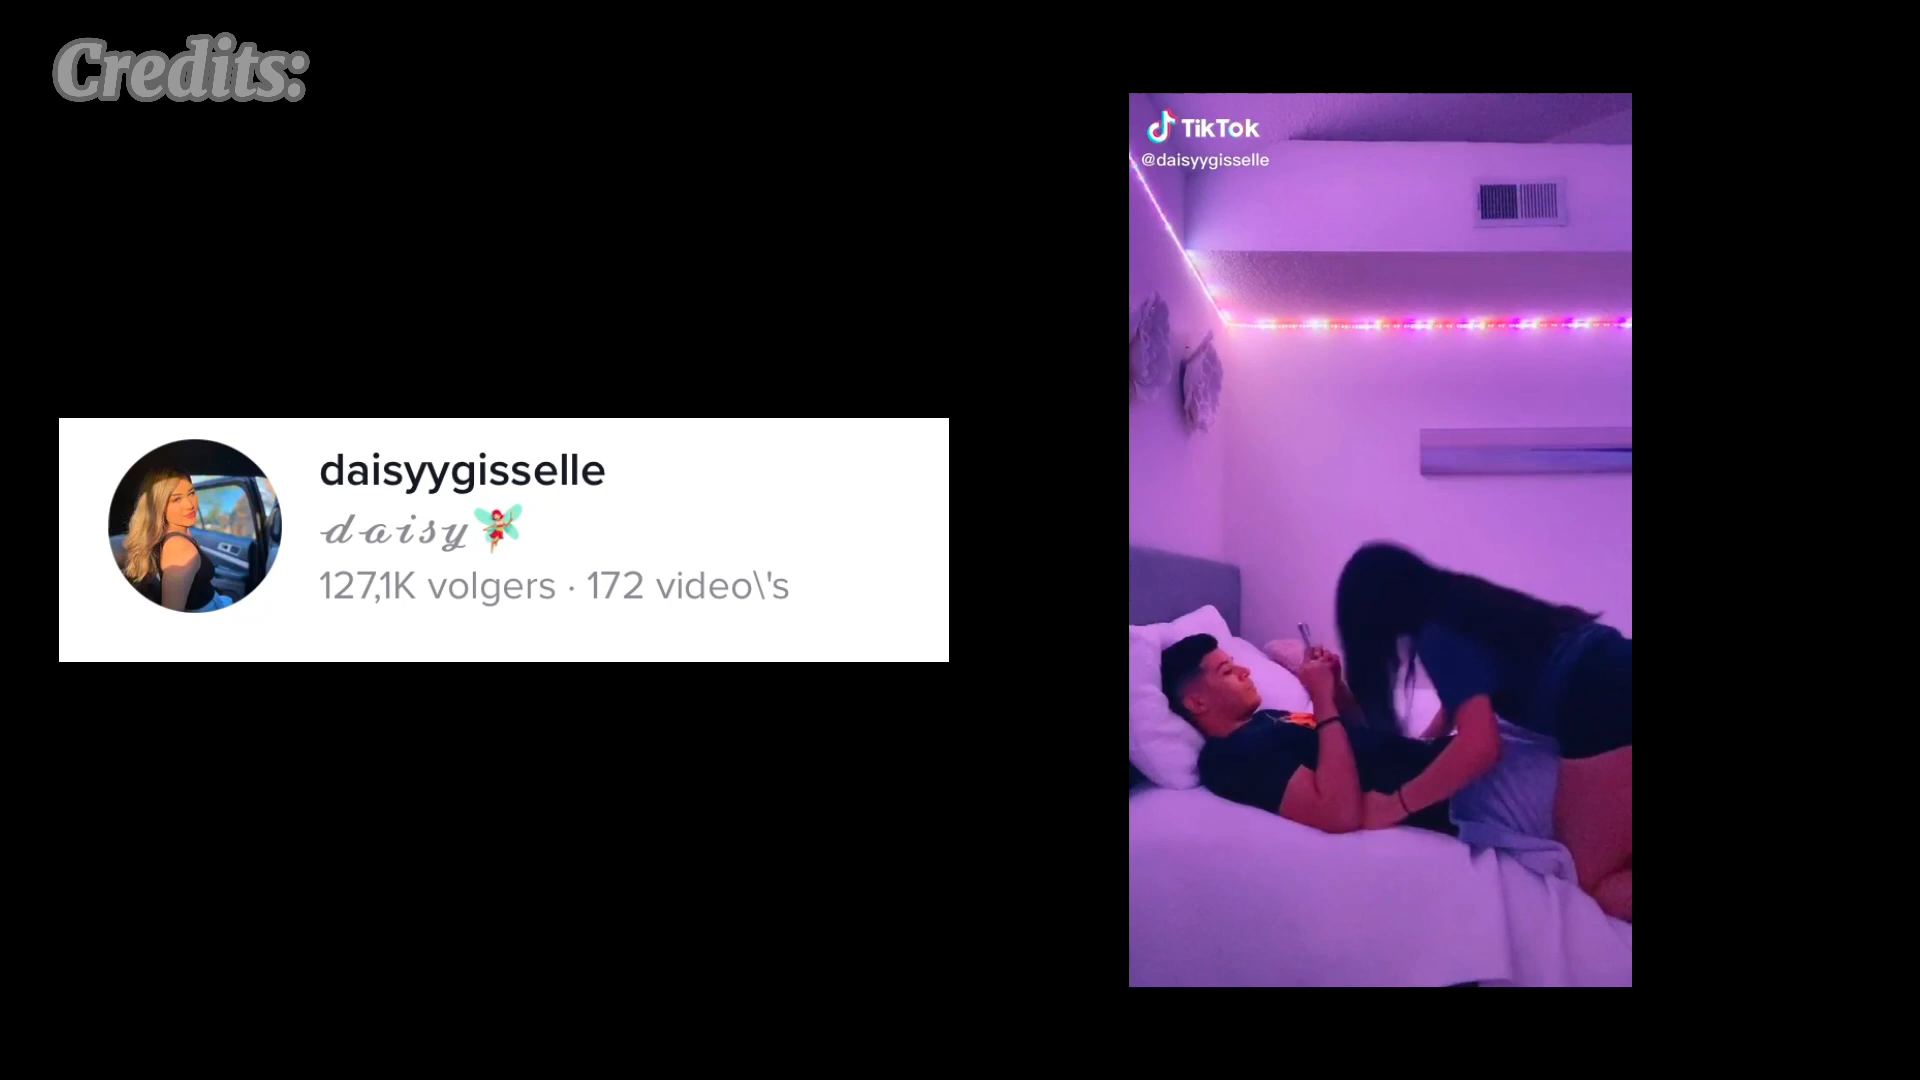 Credits:
daisyygisselle
𝒹𝒶𝒾𝓈𝓎🧚
127,1K volgers · 172 video\'s
TikTok
@daisyygisselle